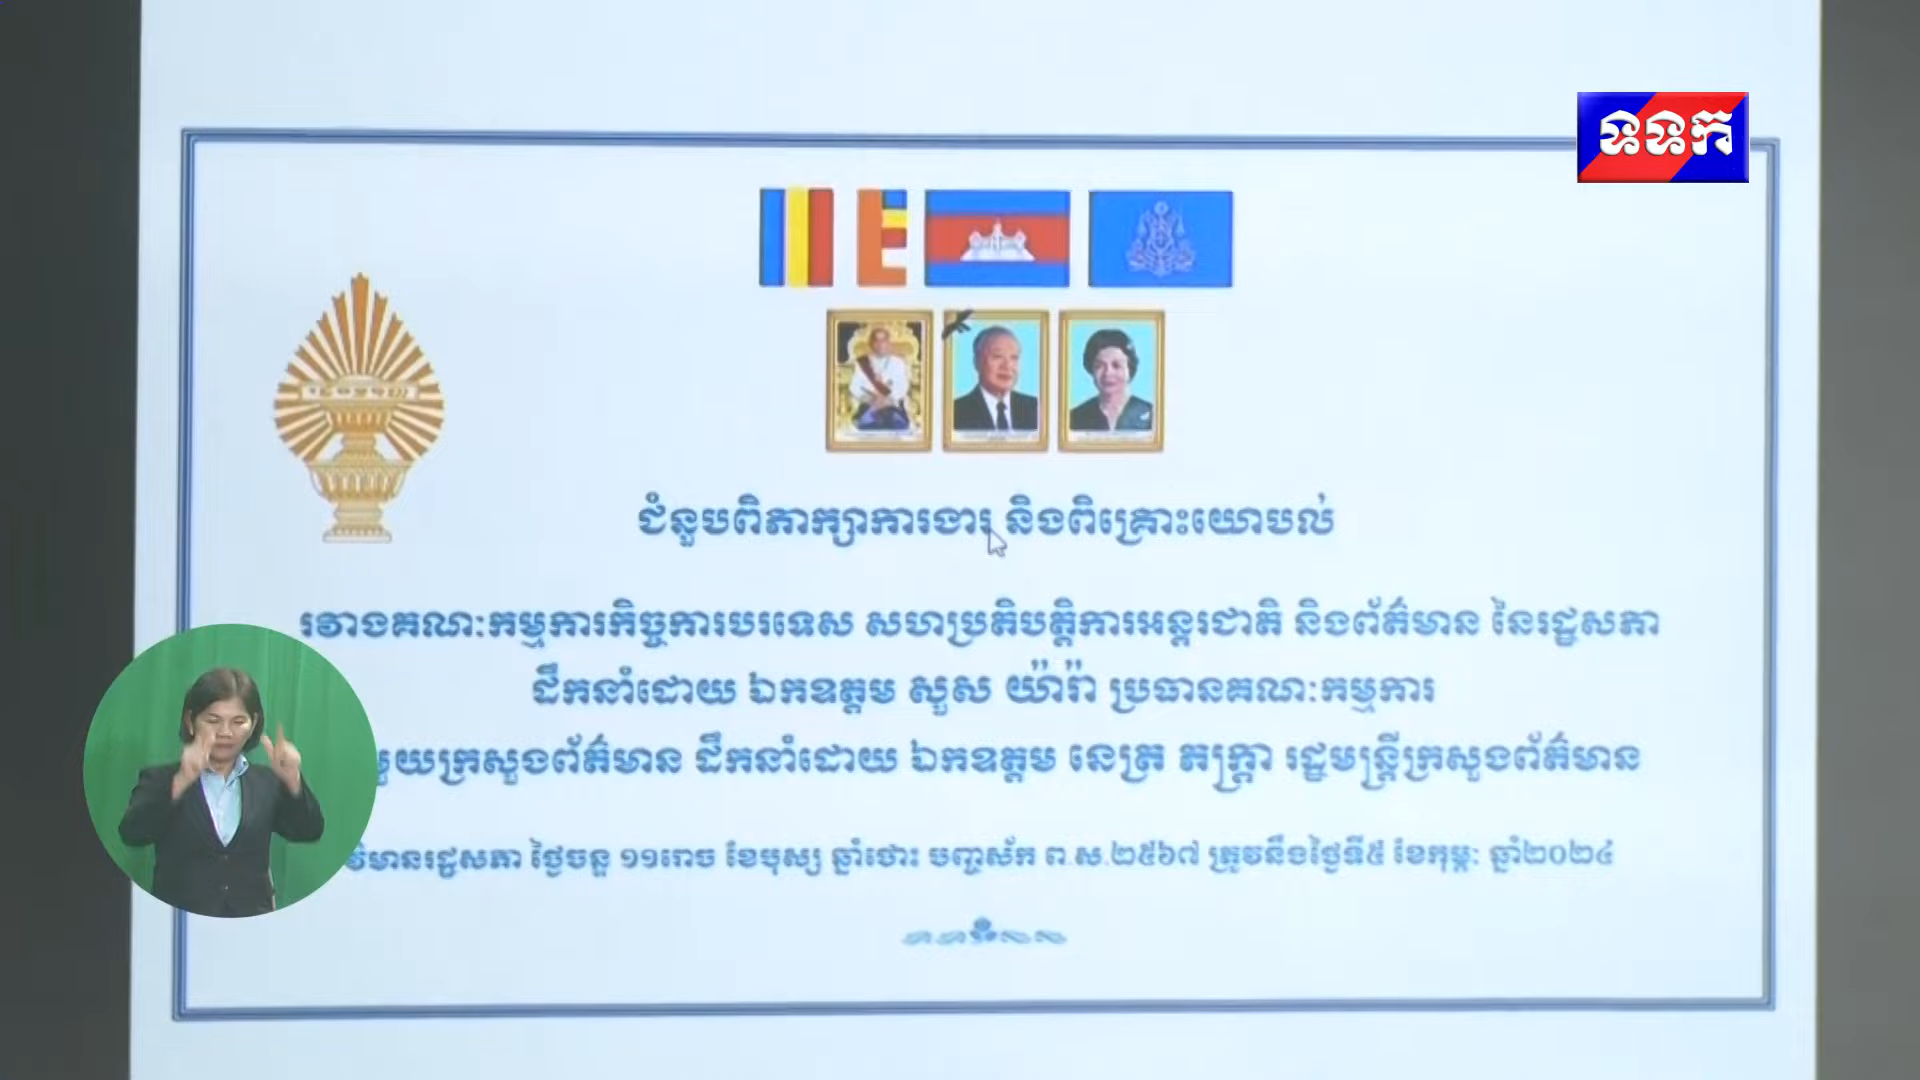 ទទក
ជំនួបពិភាក្សាការងារ និងពិគ្រោះយោបល់
រវាងគណៈកម្មការកិច្ចការបរទេស សហប្រតិបត្តិការអន្តរជាតិ និងព័ត៌មាន នៃរដ្ឋសភា
ដឹកនាំដោយ ឯកឧត្តម សួស យ៉ារ៉ា ប្រធានគណៈកម្មការ
មួយក្រសួងព័ត៌មាន ដឹកនាំដោយ ឯកឧត្តម នេត្រ ភក្ត្រា រដ្ឋមន្ត្រីក្រសួងព័ត៌មាន
វិមានរដ្ឋសភា ថ្ងៃចន្ទ ១១រោច ខែបុស្ស ឆ្នាំថោះ បញ្ចស័ក ព.ស.២៥៦៧ ត្រូវនឹងថ្ងៃទី៥ ខែកុម្ភៈ ឆ្នាំ២០២៤